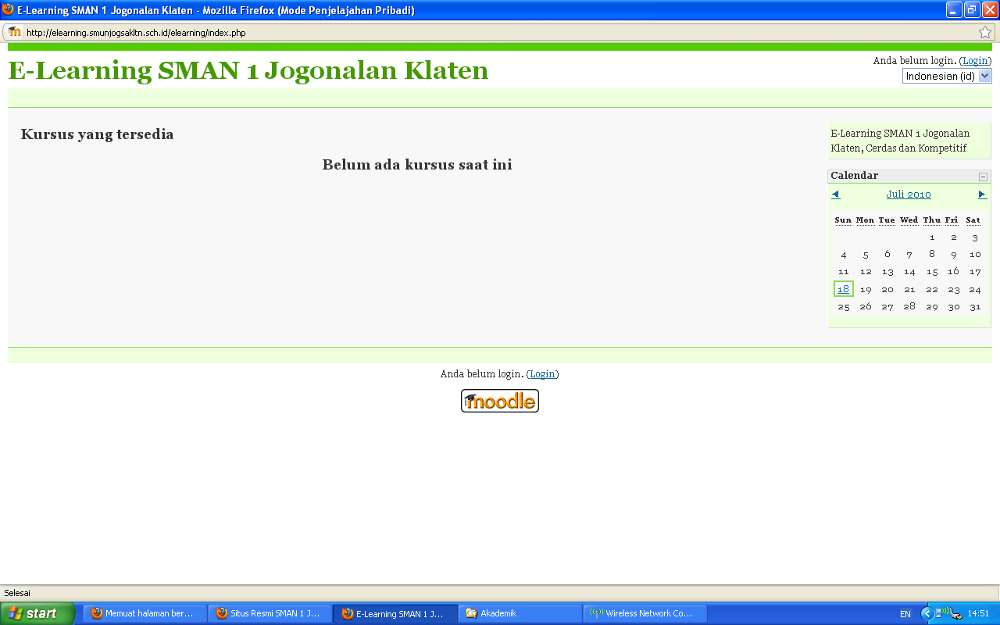 E-Learning SMAN 1 Jogonalan Klaten - Mozilla Firefox (Mode Penjelajahan Pribadi)
http://elearning.smunjogsakltn.sch.id/elearning/index.php
E-Learning SMAN 1 Jogonalan Klaten
Anda belum login. (Login)
Indonesian (id)
Kursus yang tersedia
Belum ada kursus saat ini
E-Learning SMAN 1 Jogonalan
Klaten, Cerdas dan Kompetitif
Calendar
◄ Juli 2010 ►
Sun Mon Tue Wed Thu Fri Sat
1 2 3
4 5 6 7 8 9 10
11 12 13 14 15 16 17
18 19 20 21 22 23 24
25 26 27 28 29 30 31
Anda belum login. (Login)
moodle
Selesai
start
Memuat halaman ber...
Situs Resmi SMAN 1 J...
E-Learning SMAN 1 J...
Akademik
Wireless Network Co...
EN
14:51